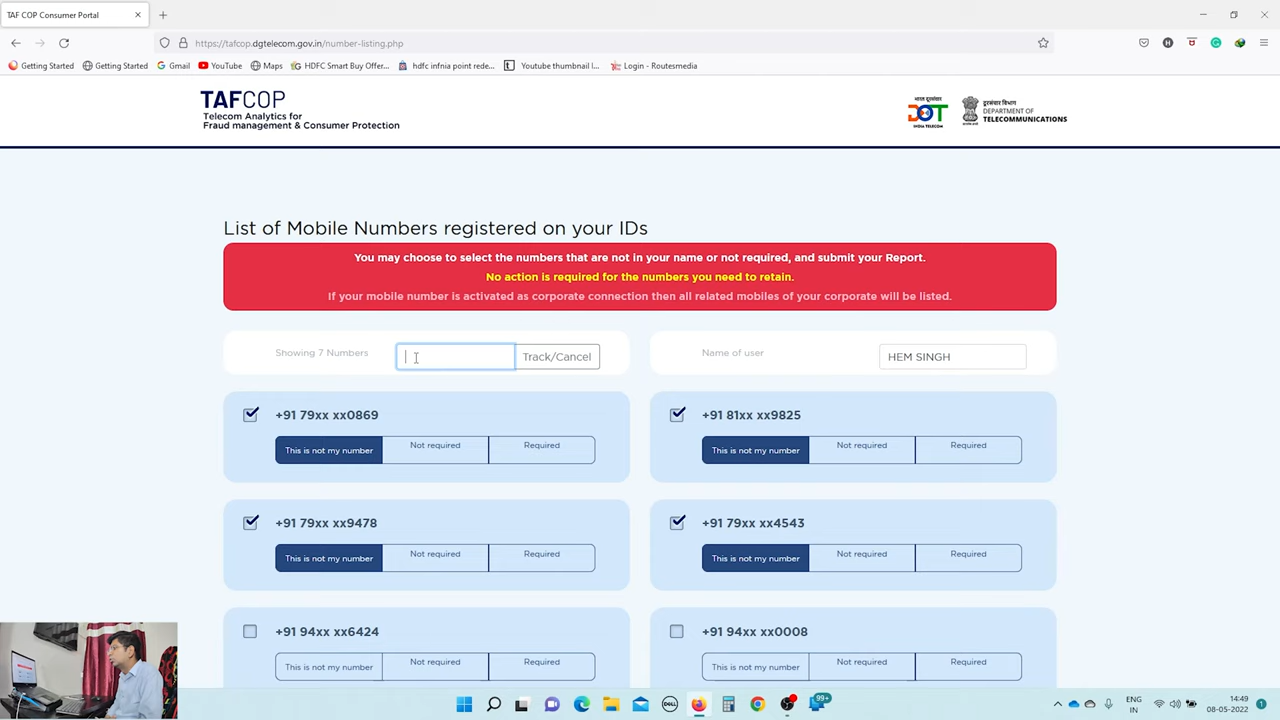 TAF COP Consumer Portal
https://tafcop.dgtelecom.gov.in/number-listing.php
Getting Started
Getting Started
Gmail
YouTube
Maps
HDFC Smart Buy Offer...
hdfc infnia point rede...
Youtube thumbnail l...
Login - Routesmedia
TAFCOP
Telecom Analytics for
Fraud management & Consumer Protection
भारत दूरसंचार
DOT
INDIA TELECOM
दूरसंचार विभाग
DEPARTMENT OF
TELECOMMUNICATIONS
List of Mobile Numbers registered on your IDs
You may choose to select the numbers that are not in your name or not required, and submit your Report.
No action is required for the numbers you need to retain.
If your mobile number is activated as corporate connection then all related mobiles of your corporate will be listed.
Showing 7 Numbers
Track/Cancel
Name of user
HEM SINGH
+91 79xx xx0869
This is not my number
Not required
Required
+91 81xx xx9825
This is not my number
Not required
Required
+91 79xx xx9478
This is not my number
Not required
Required
+91 79xx xx4543
This is not my number
Not required
Required
+91 94xx xx6424
This is not my number
Not required
Required
+91 94xx xx0008
This is not my number
Not required
Required
DELL
99+
ENG
IN
14:49
08-05-2022